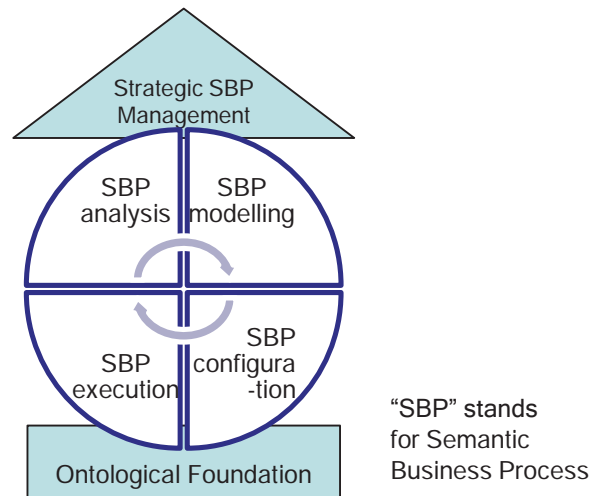 Strategic SBP
Management
SBP
analysis
SBP
modelling
SBP
execution
SBP
configura
-tion
Ontological Foundation
“SBP” stands
for Semantic
Business Process